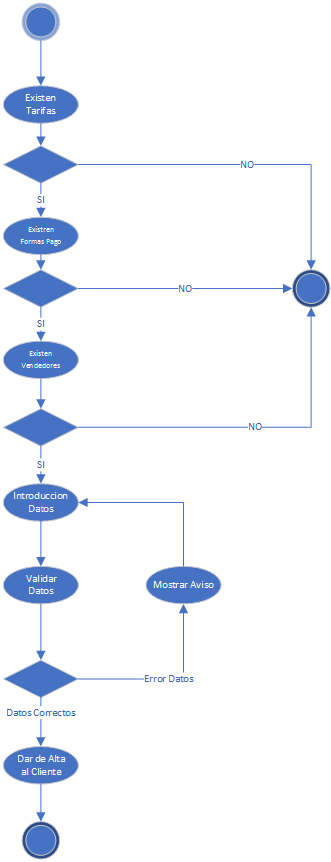 Existen
Tarifas
NO
SI
Existren
Formas Pago
NO
SI
Existen
Vendedores
NO
SI
Introduccion
Datos
Validar
Datos
Mostrar Aviso
Error Datos
Datos Correctos
Dar de Alta
al Cliente